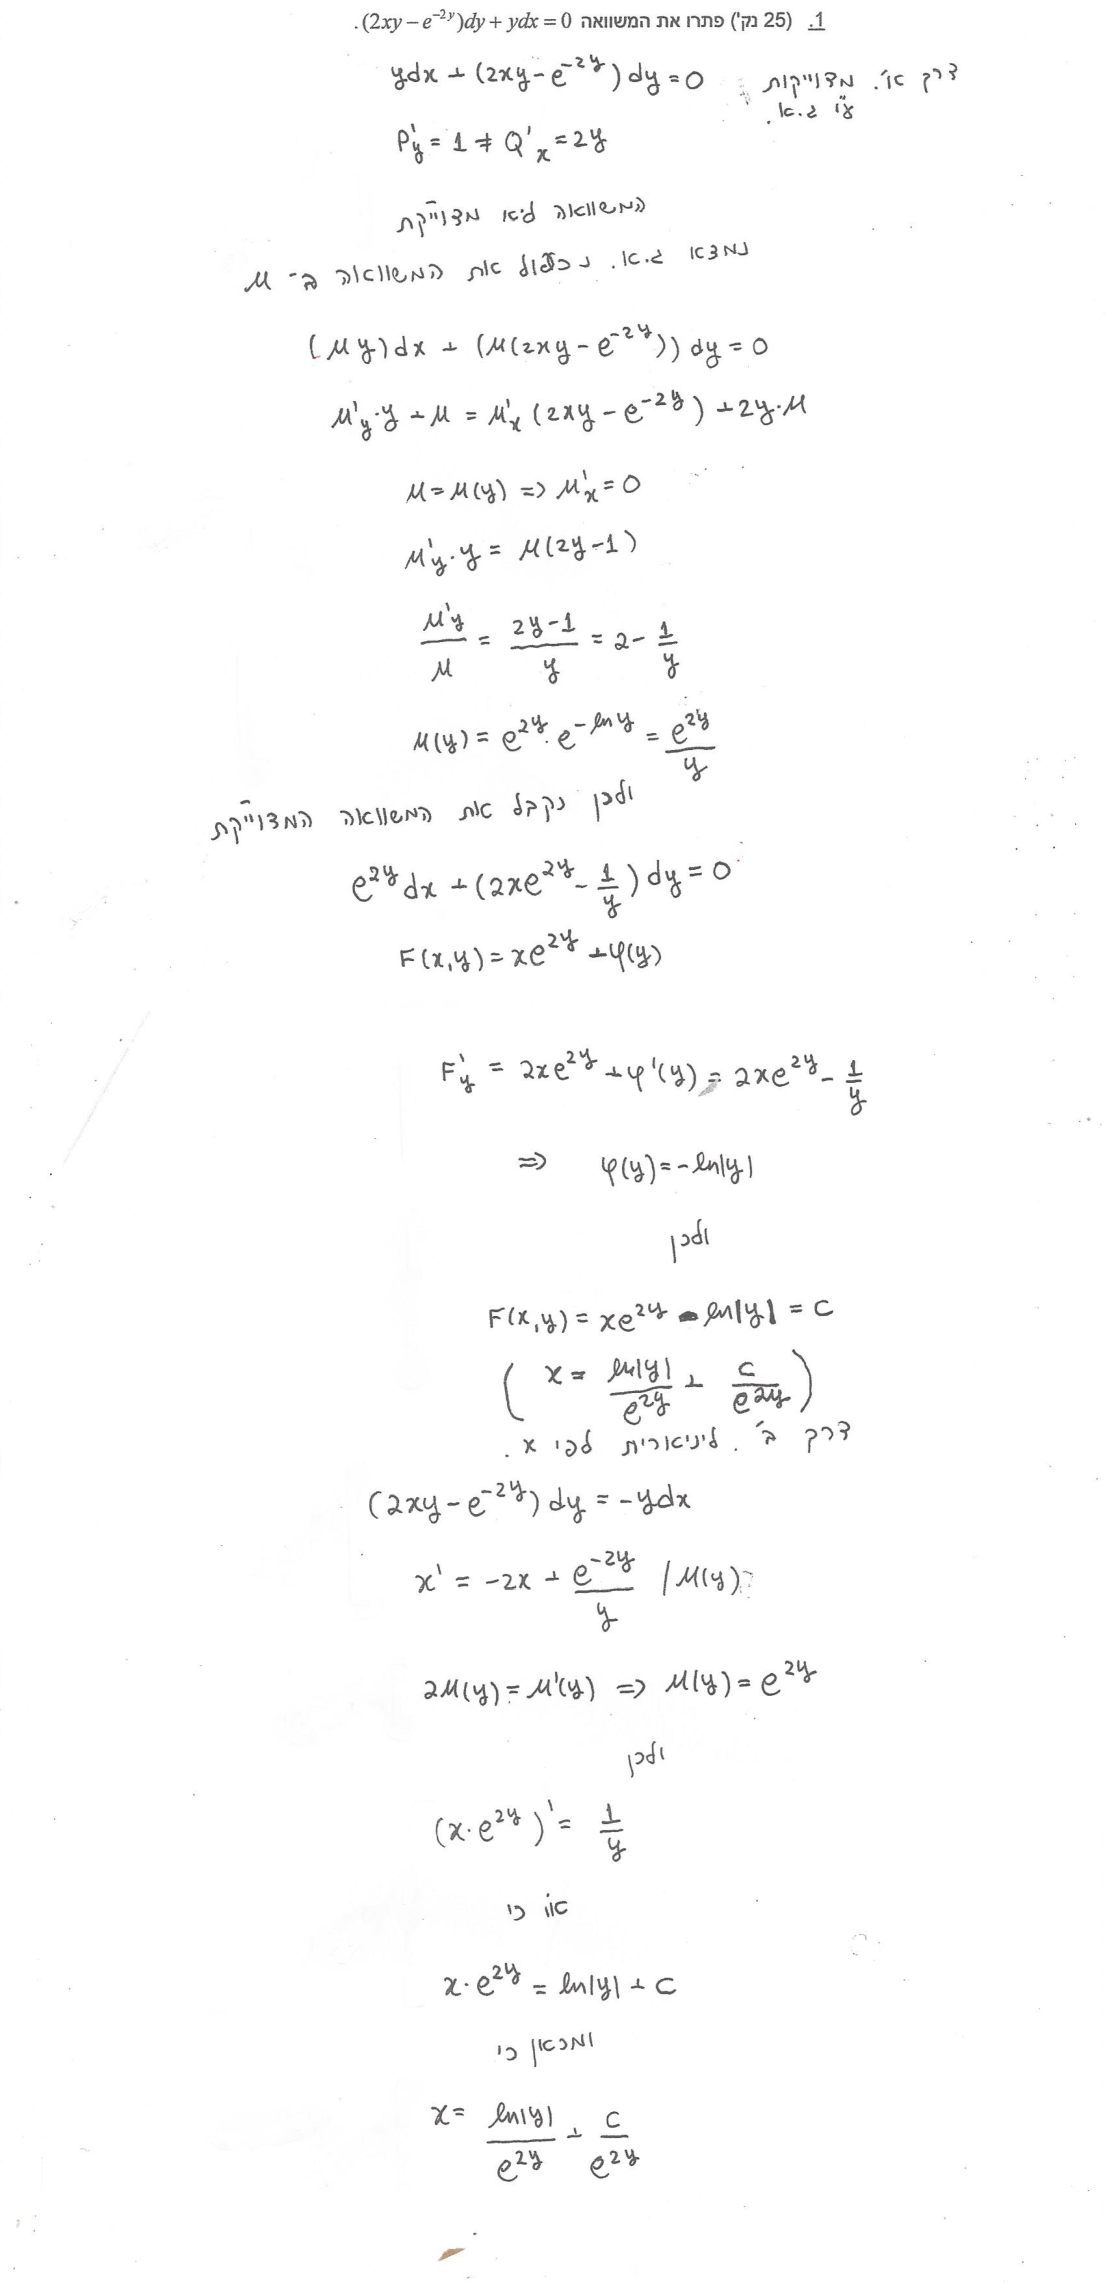 1. (25 נק') פתרו את המשוואה (2xy − e^{-2y})dy + ydx = 0.
דרך א'. מדוייקות
ydx + (2xy − e^{-2y}) dy = 0
ע"י ג.א.
P'_y = 1 ≠ Q'_x = 2y
המשוואה לא מדוייקת
נמצא ג.א. נכפול את המשוואה ב- μ
(μy)dx + (μ(2xy − e^{-2y})) dy = 0
μ'_y·y + μ = μ'_x (2xy − e^{-2y}) + 2y·μ
μ = μ(y) => μ'_x = 0
μ'_y·y = μ(2y−1)
μ'_y/μ = (2y−1)/y = 2 − 1/y
μ(y) = e^{2y}·e^{-ln y} = e^{2y}/y
ולכן נקבל את המשוואה המדוייקת
e^{2y}dx + (2xe^{2y} − 1/y) dy = 0
F(x,y) = xe^{2y} + φ(y)
F'_y = 2xe^{2y} + φ'(y) = 2xe^{2y} − 1/y
=> φ(y) = −ln|y|
ולכן
F(x,y) = xe^{2y} − ln|y| = c
(x = ln|y|/e^{2y} + c/e^{2y})
דרך ב'. ליניארית לפי x.
(2xy − e^{-2y}) dy = −ydx
x' = −2x + e^{-2y}/y /μ(y)
2μ(y) = μ'(y) => μ(y) = e^{2y}
ולכן
(x·e^{2y})' = 1/y
או כי
x·e^{2y} = ln|y| + c
ומכאן כי
x = ln|y|/e^{2y} + c/e^{2y}